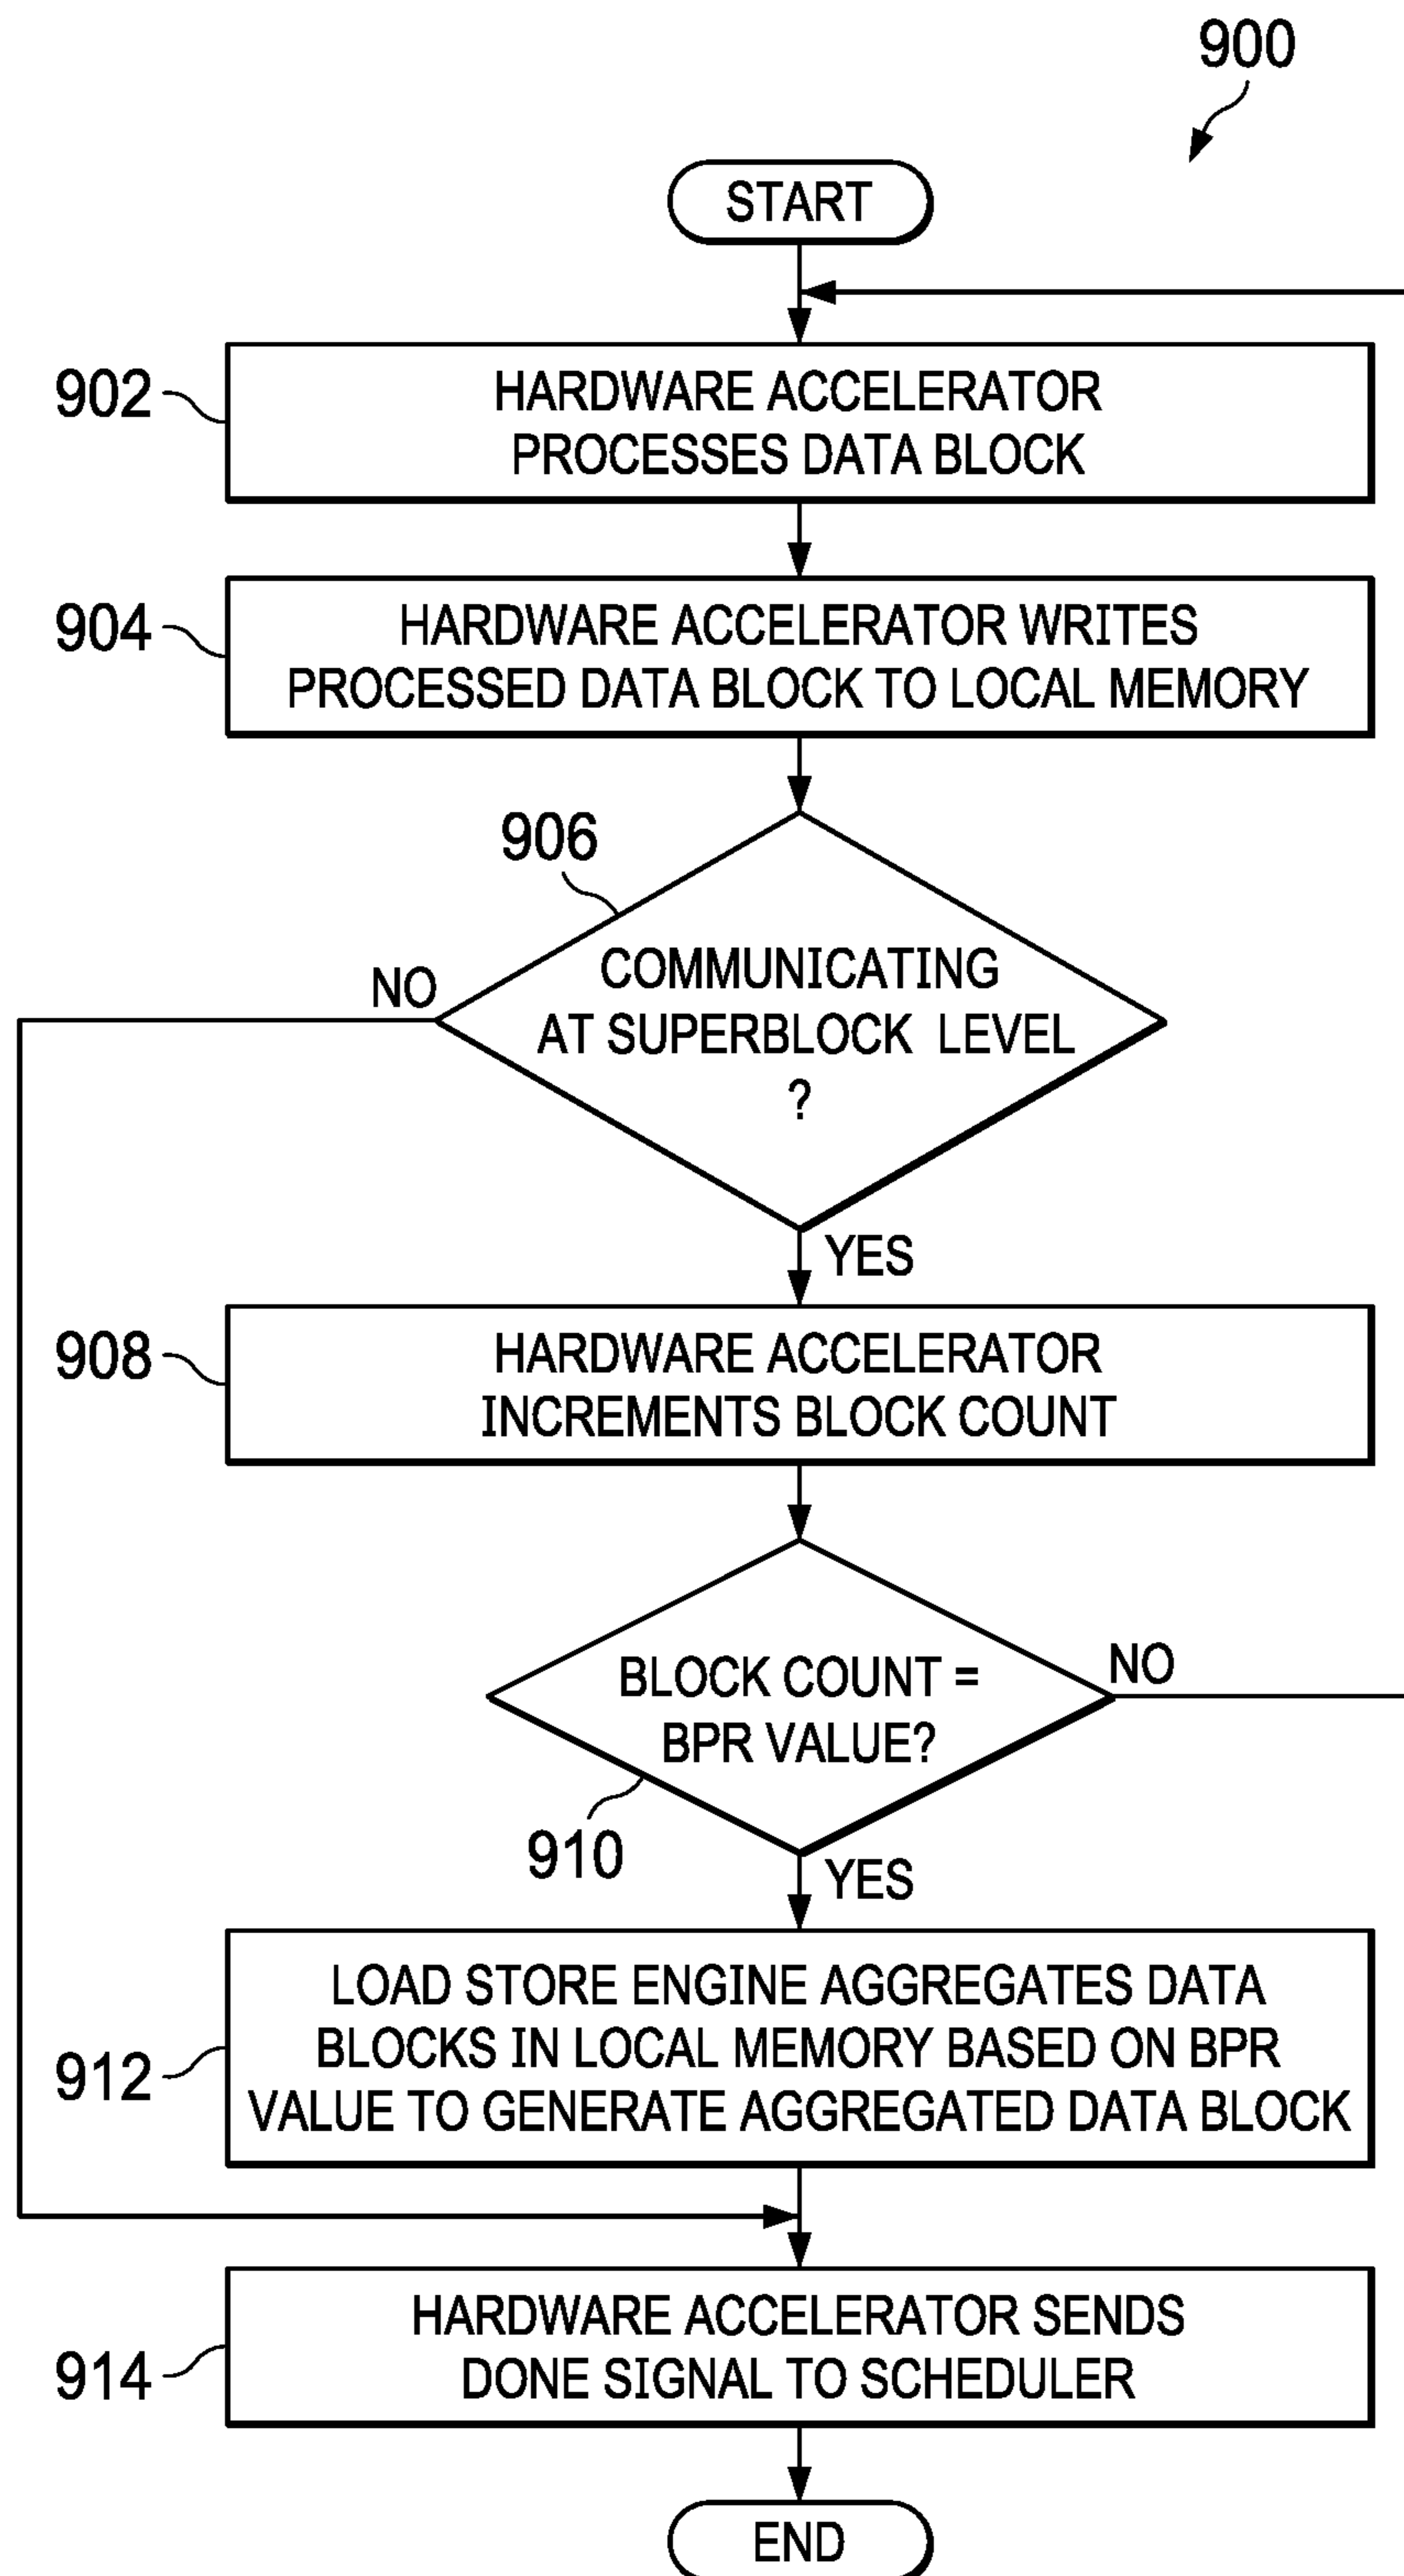 900
START
902
HARDWARE ACCELERATOR
PROCESSES DATA BLOCK
904
HARDWARE ACCELERATOR WRITES
PROCESSED DATA BLOCK TO LOCAL MEMORY
906
NO
COMMUNICATING
AT SUPERBLOCK LEVEL
?
YES
908
HARDWARE ACCELERATOR
INCREMENTS BLOCK COUNT
BLOCK COUNT =
BPR VALUE?
NO
910
YES
912
LOAD STORE ENGINE AGGREGATES DATA
BLOCKS IN LOCAL MEMORY BASED ON BPR
VALUE TO GENERATE AGGREGATED DATA BLOCK
914
HARDWARE ACCELERATOR SENDS
DONE SIGNAL TO SCHEDULER
END